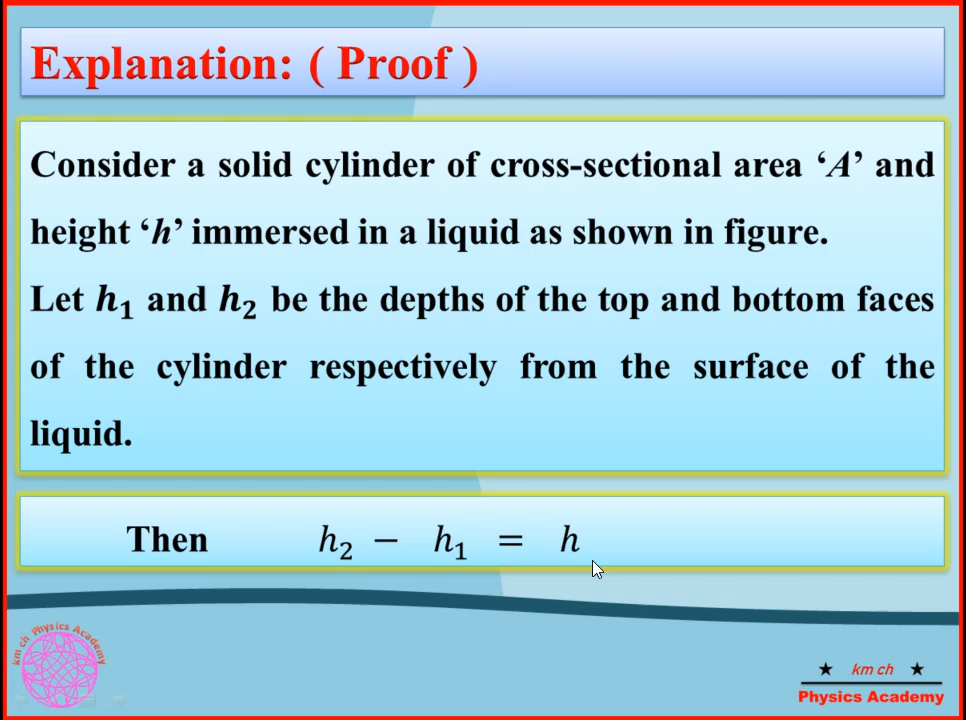 Explanation: ( Proof )
Consider a solid cylinder of cross-sectional area ‘A’ and
height ‘h’ immersed in a liquid as shown in figure.
Let h₁ and h₂ be the depths of the top and bottom faces
of the cylinder respectively from the surface of the
liquid.
Then h₂ − h₁ = h
km ch Physics Academy
★ km ch ★
Physics Academy